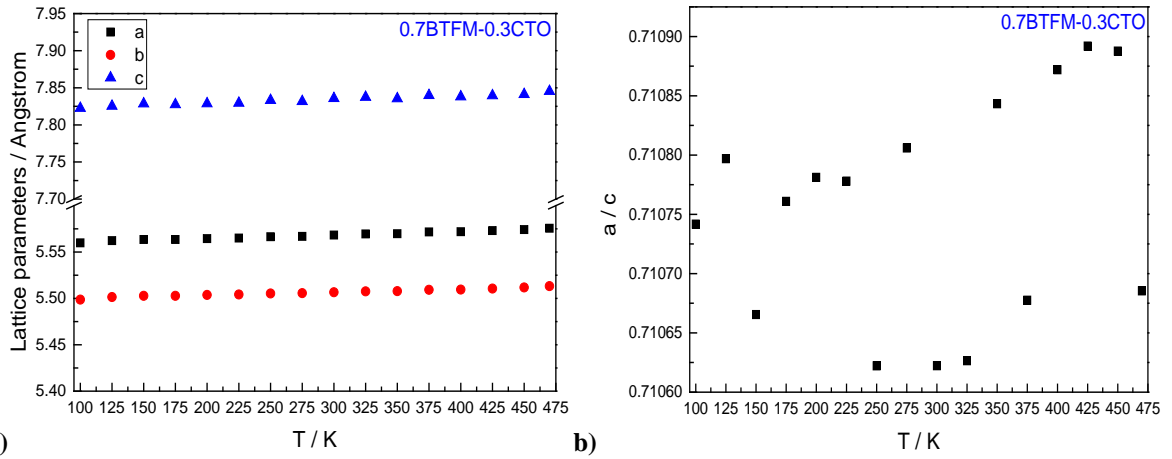 7.95
7.90
7.85
7.80
7.75
7.70
5.55
5.50
5.45
5.40
Lattice parameters / Angstrom
a
b
c
0.7BTFM-0.3CTO
100 125 150 175 200 225 250 275 300 325 350 375 400 425 450 475
T / K
)
0.71090
0.71085
0.71080
0.71075
0.71070
0.71065
0.71060
a / c
0.7BTFM-0.3CTO
100 125 150 175 200 225 250 275 300 325 350 375 400 425 450 475
T / K
b)